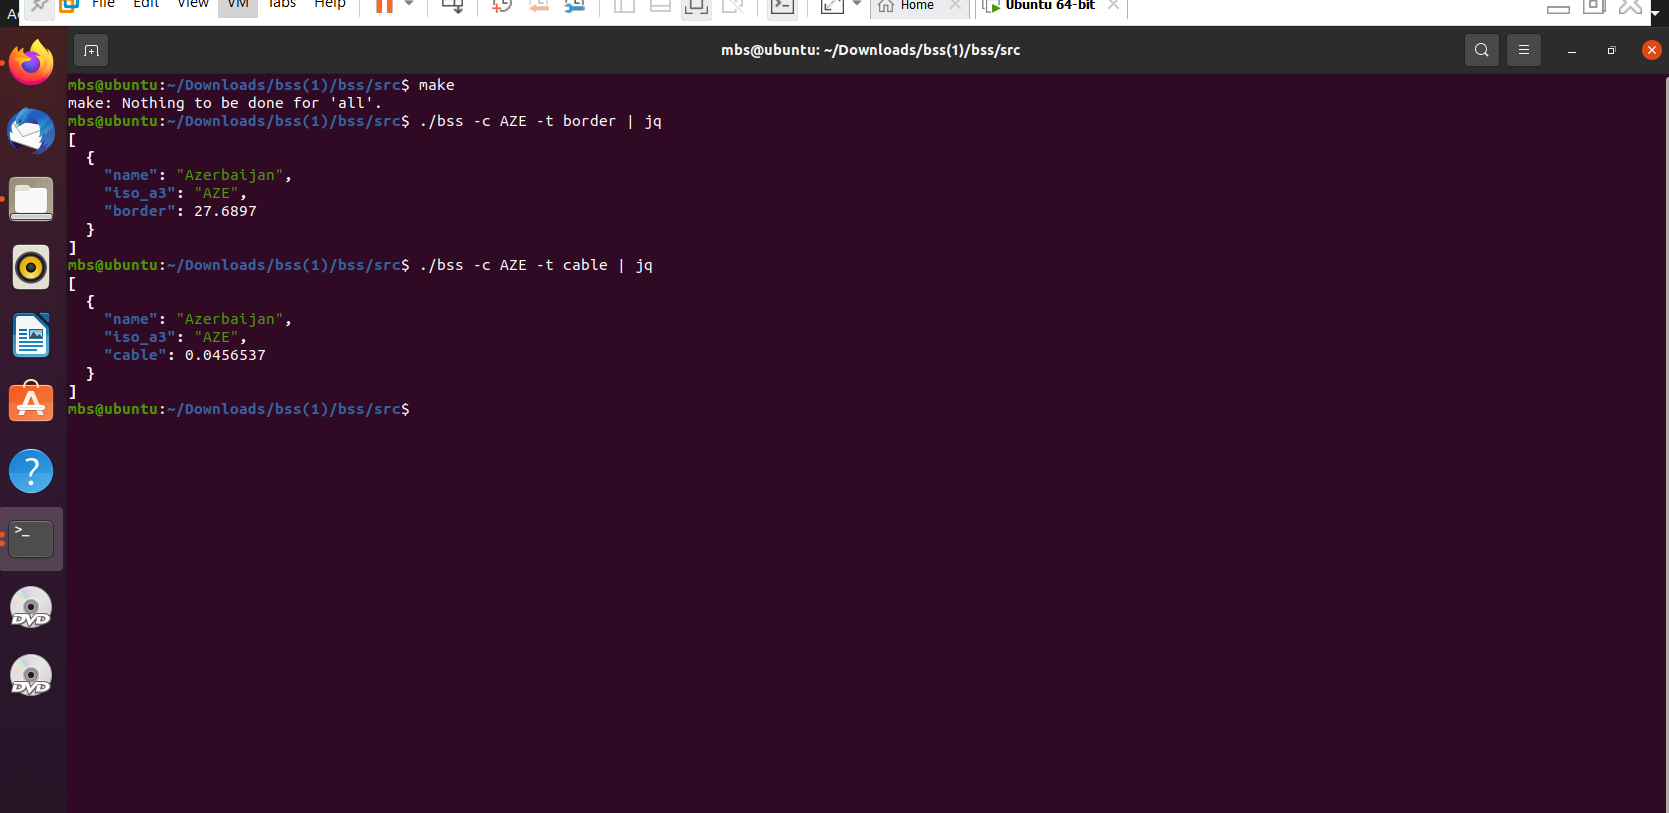 File Edit View VM Tabs Help Home Ubuntu 64-bit
mbs@ubuntu: ~/Downloads/bss(1)/bss/src
mbs@ubuntu:~/Downloads/bss(1)/bss/src$ make
make: Nothing to be done for 'all'.
mbs@ubuntu:~/Downloads/bss(1)/bss/src$ ./bss -c AZE -t border | jq
[
  {
    "name": "Azerbaijan",
    "iso_a3": "AZE",
    "border": 27.6897
  }
]
mbs@ubuntu:~/Downloads/bss(1)/bss/src$ ./bss -c AZE -t cable | jq
[
  {
    "name": "Azerbaijan",
    "iso_a3": "AZE",
    "cable": 0.0456537
  }
]
mbs@ubuntu:~/Downloads/bss(1)/bss/src$
DVD
DVD